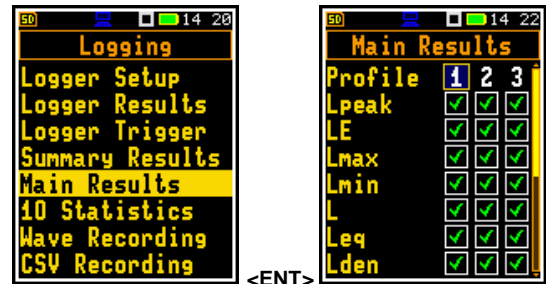 SD 14 20
Logging
Logger Setup
Logger Results
Logger Trigger
Summary Results
Main Results
10 Statistics
Wave Recording
CSV Recording
<ENT>
SD 14 22
Main Results
Profile 1 2 3
Lpeak
LE
Lmax
Lmin
L
Leq
Lden